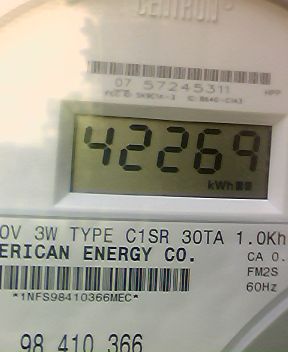 CENTRON
07 57245311
HPP
42269
kWh
0V 3W TYPE C1SR 30TA 1.0Kh
ERICAN ENERGY CO.
CA 0.
FM2S
60Hz
*1NFS98410366MEC*
98 410 366